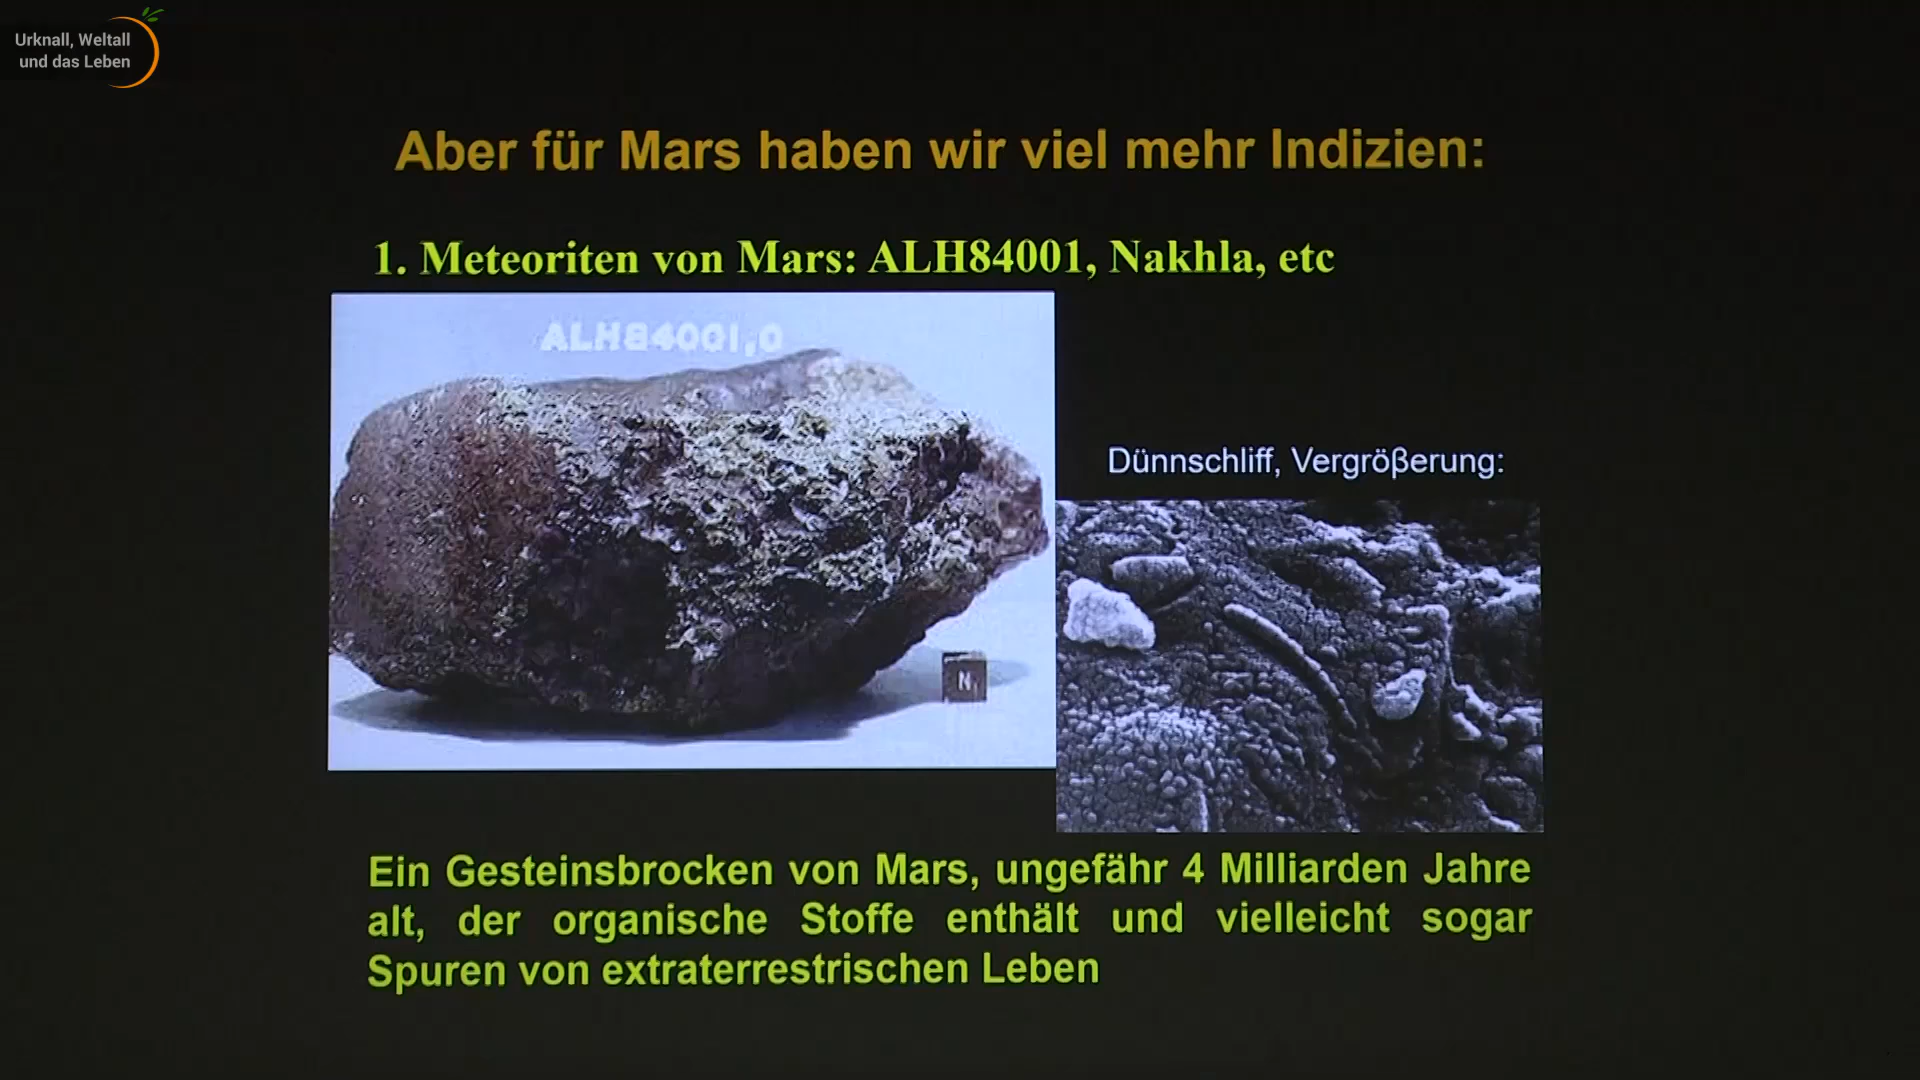 Urknall, Weltall
und das Leben
Aber für Mars haben wir viel mehr Indizien:
1. Meteoriten von Mars: ALH84001, Nakhla, etc
ALH84001,0
Dünnschliff, Vergrößerung:
N
Ein Gesteinsbrocken von Mars, ungefähr 4 Milliarden Jahre
alt, der organische Stoffe enthält und vielleicht sogar
Spuren von extraterrestrischen Leben